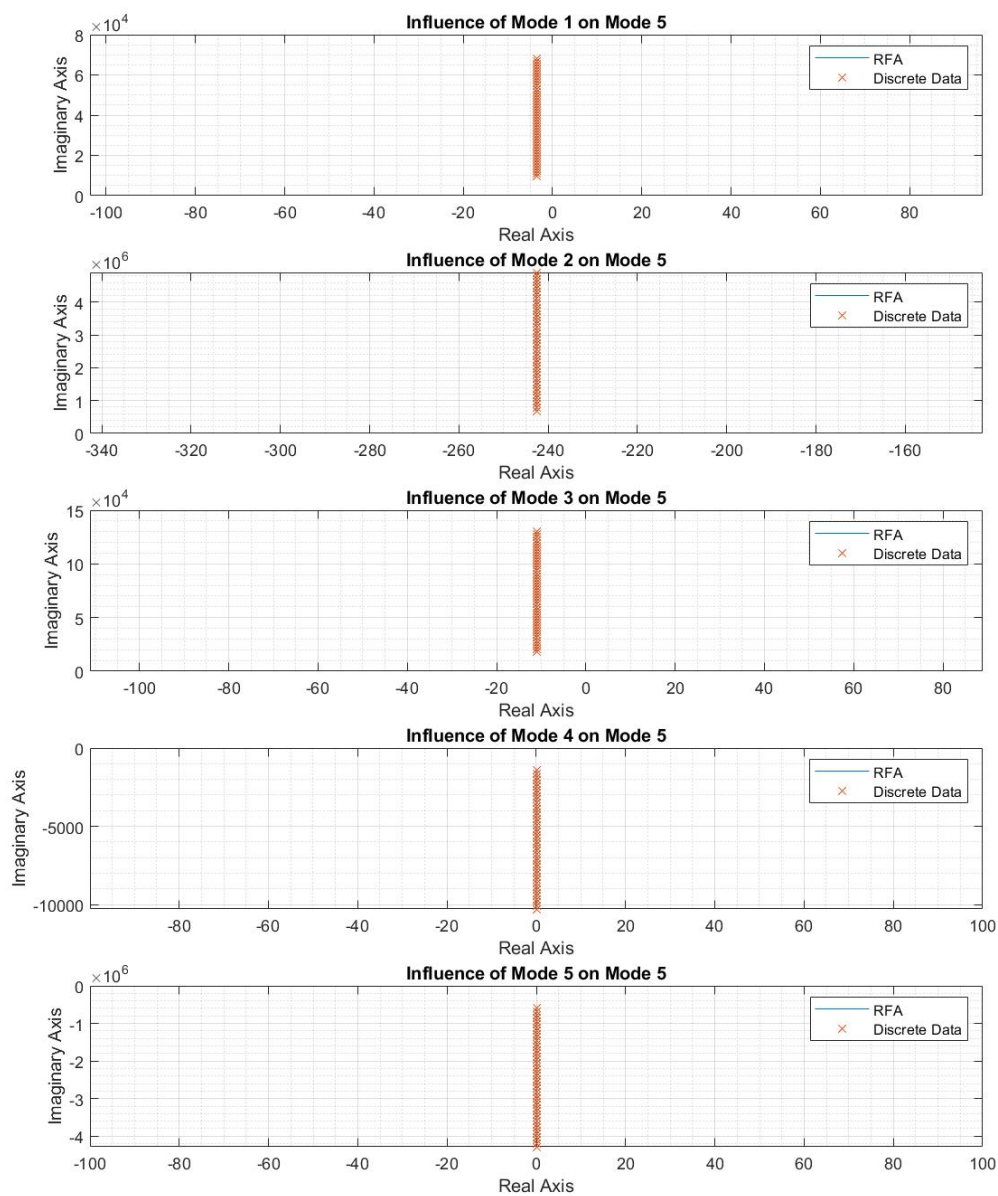 Influence of Mode 1 on Mode 5
×10⁴
8
6
4
2
0
Imaginary Axis
RFA
Discrete Data
-100 -80 -60 -40 -20 0 20 40 60 80
Real Axis
Influence of Mode 2 on Mode 5
×10⁶
4
3
2
1
0
Imaginary Axis
RFA
Discrete Data
-340 -320 -300 -280 -260 -240 -220 -200 -180 -160
Real Axis
Influence of Mode 3 on Mode 5
×10⁴
15
10
5
0
Imaginary Axis
RFA
Discrete Data
-100 -80 -60 -40 -20 0 20 40 60 80
Real Axis
Influence of Mode 4 on Mode 5
0
-5000
-10000
Imaginary Axis
RFA
Discrete Data
-80 -60 -40 -20 0 20 40 60 80 100
Real Axis
Influence of Mode 5 on Mode 5
×10⁶
0
-1
-2
-3
-4
Imaginary Axis
RFA
Discrete Data
-100 -80 -60 -40 -20 0 20 40 60 80 100
Real Axis